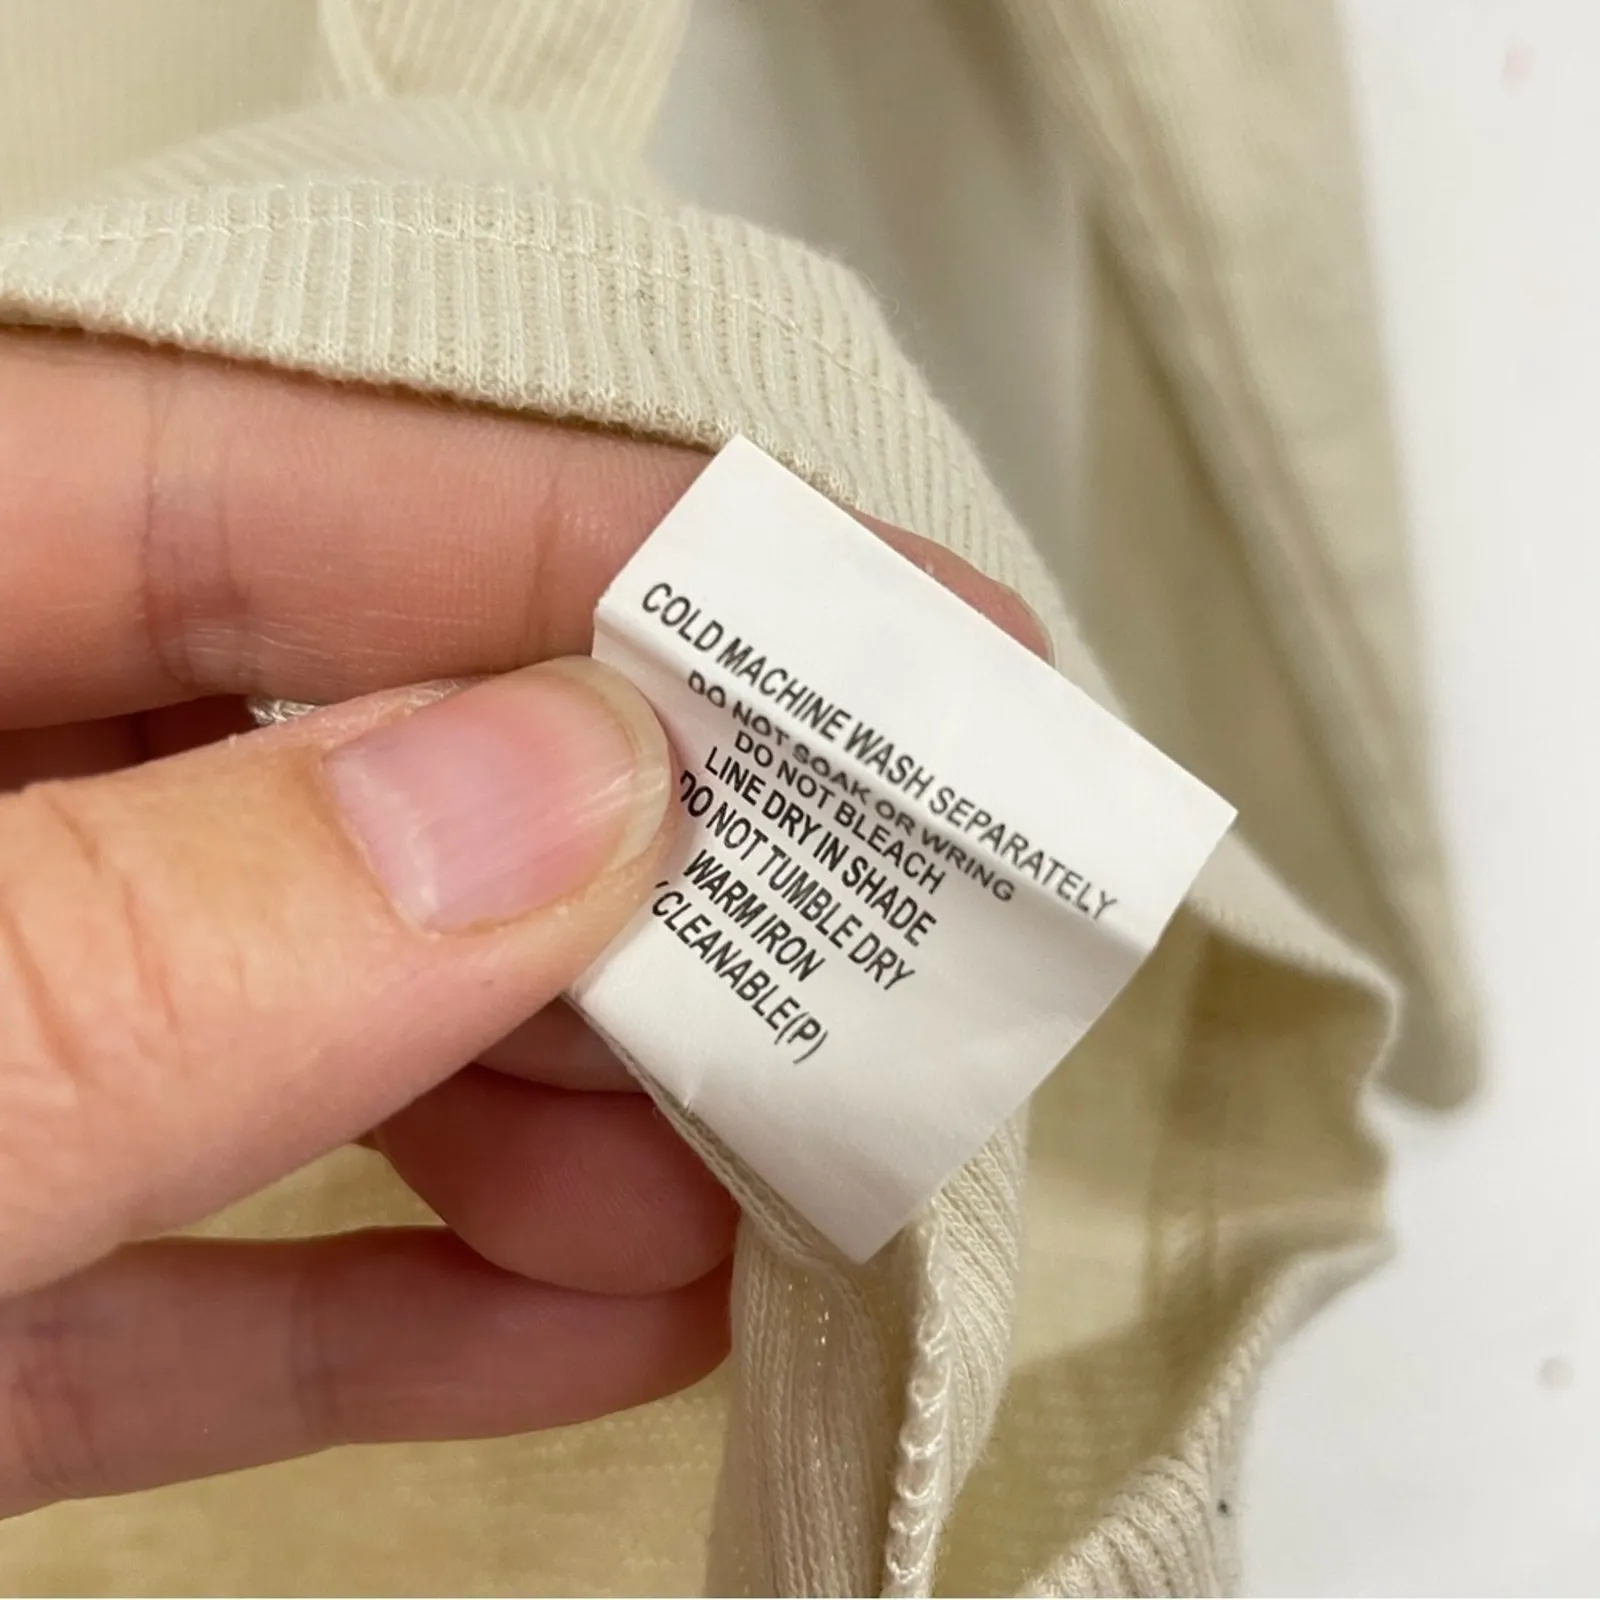 COLD MACHINE WASH SEPARATELY
DO NOT SOAK OR WRING
DO NOT BLEACH
LINE DRY IN SHADE
DO NOT TUMBLE DRY
WARM IRON
CLEANABLE(P)